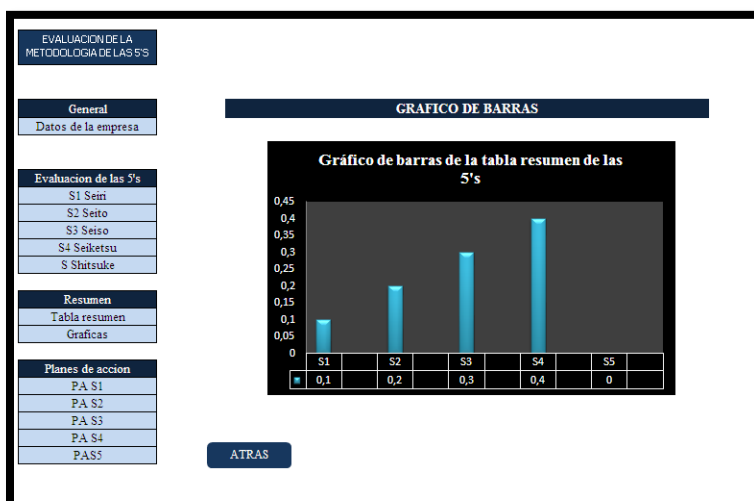 EVALUACION DE LA
METODOLOGIA DE LAS 5'S
General
Datos de la empresa
Evaluacion de las 5's
S1 Seiri
S2 Seito
S3 Seiso
S4 Seiketsu
S Shitsuke
Resumen
Tabla resumen
Graficas
Planes de accion
PA S1
PA S2
PA S3
PA S4
PAS5
GRAFICO DE BARRAS
Gráfico de barras de la tabla resumen de las
5's
0,45
0,4
0,35
0,3
0,25
0,2
0,15
0,1
0,05
0
S1 S2 S3 S4 S5
0,1 0,2 0,3 0,4 0
ATRAS